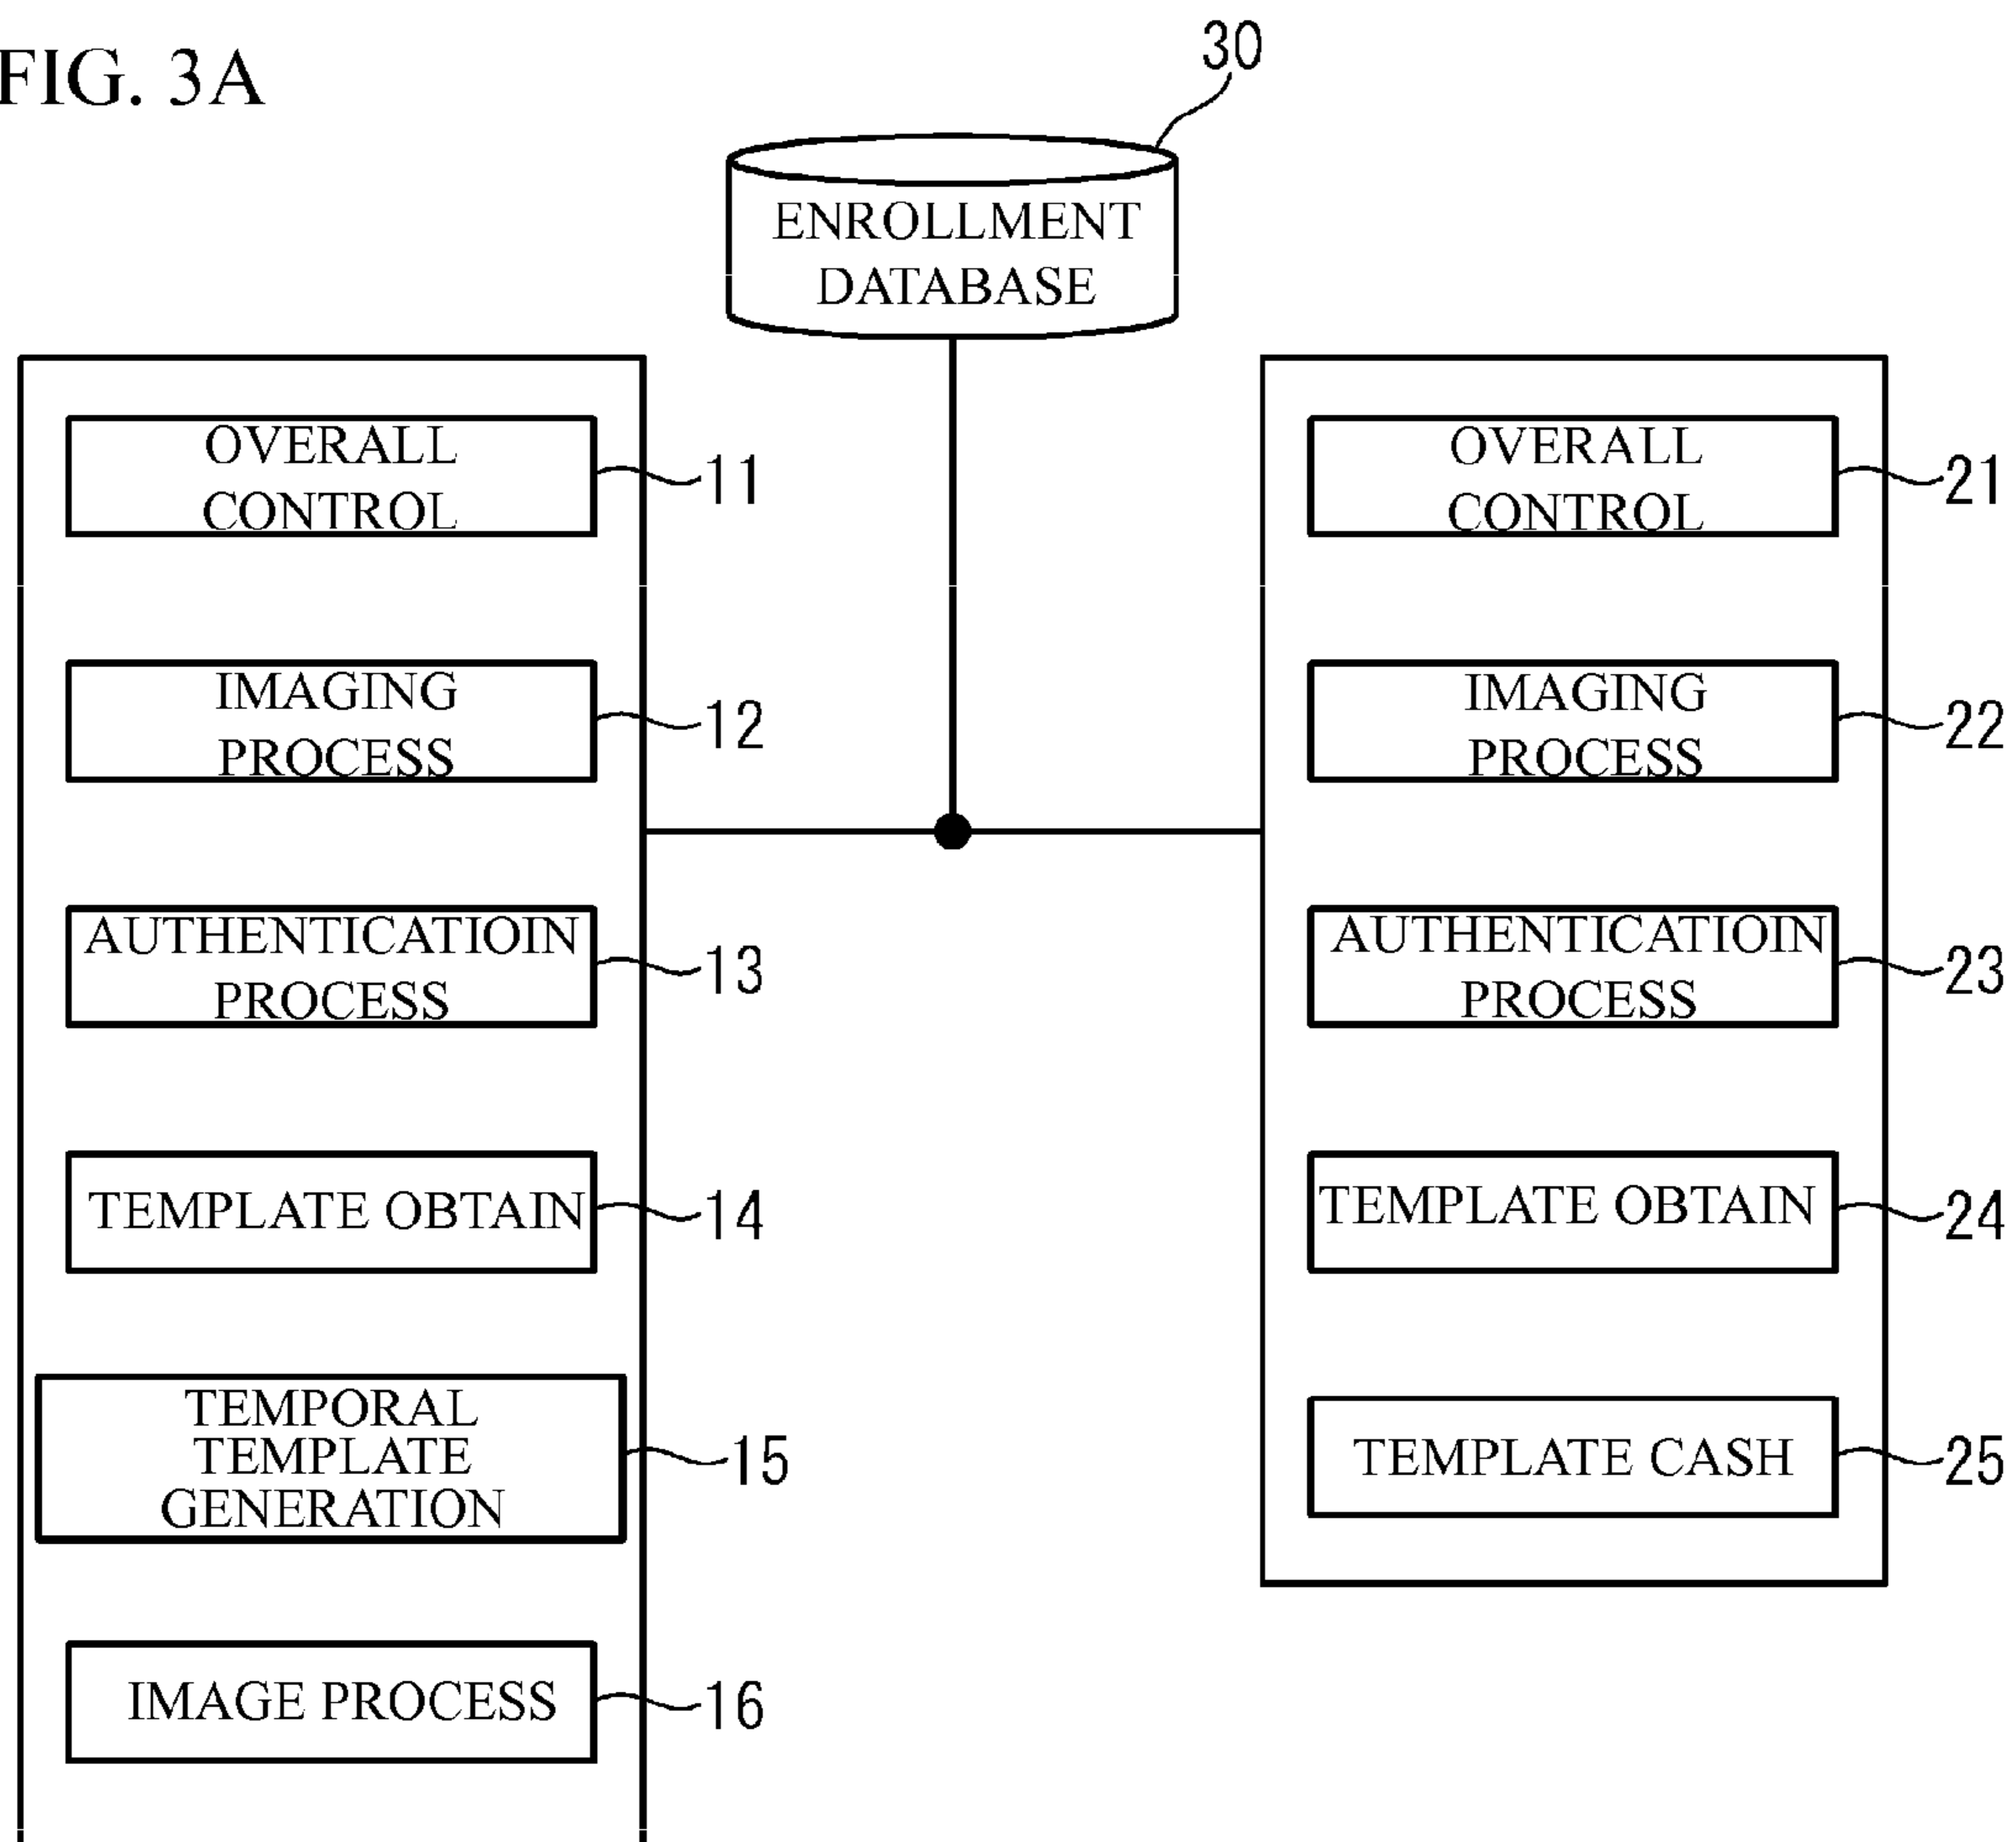 FIG. 3A
30
ENROLLMENT
DATABASE
OVERALL
CONTROL
11
IMAGING
PROCESS
12
AUTHENTICATIOIN
PROCESS
13
TEMPLATE OBTAIN
14
TEMPORAL
TEMPLATE
GENERATION
15
IMAGE PROCESS
16
OVERALL
CONTROL
21
IMAGING
PROCESS
22
AUTHENTICATIOIN
PROCESS
23
TEMPLATE OBTAIN
24
TEMPLATE CASH
25